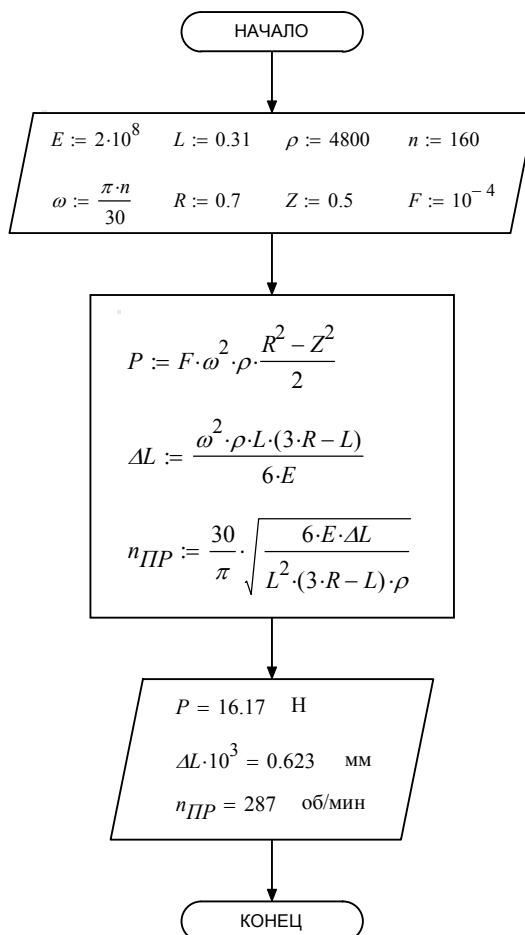 НАЧАЛО
E := 2·10^8 L := 0.31 ρ := 4800 n := 160
ω := π·n/30 R := 0.7 Z := 0.5 F := 10^−4
P := F·ω^2·ρ·(R^2 − Z^2)/2
ΔL := ω^2·ρ·L·(3·R − L)/6·E
n_ПР := 30/π·√(6·E·ΔL/L^2·(3·R − L)·ρ)
P = 16.17 Н
ΔL·10^3 = 0.623 мм
n_ПР = 287 об/мин
КОНЕЦ